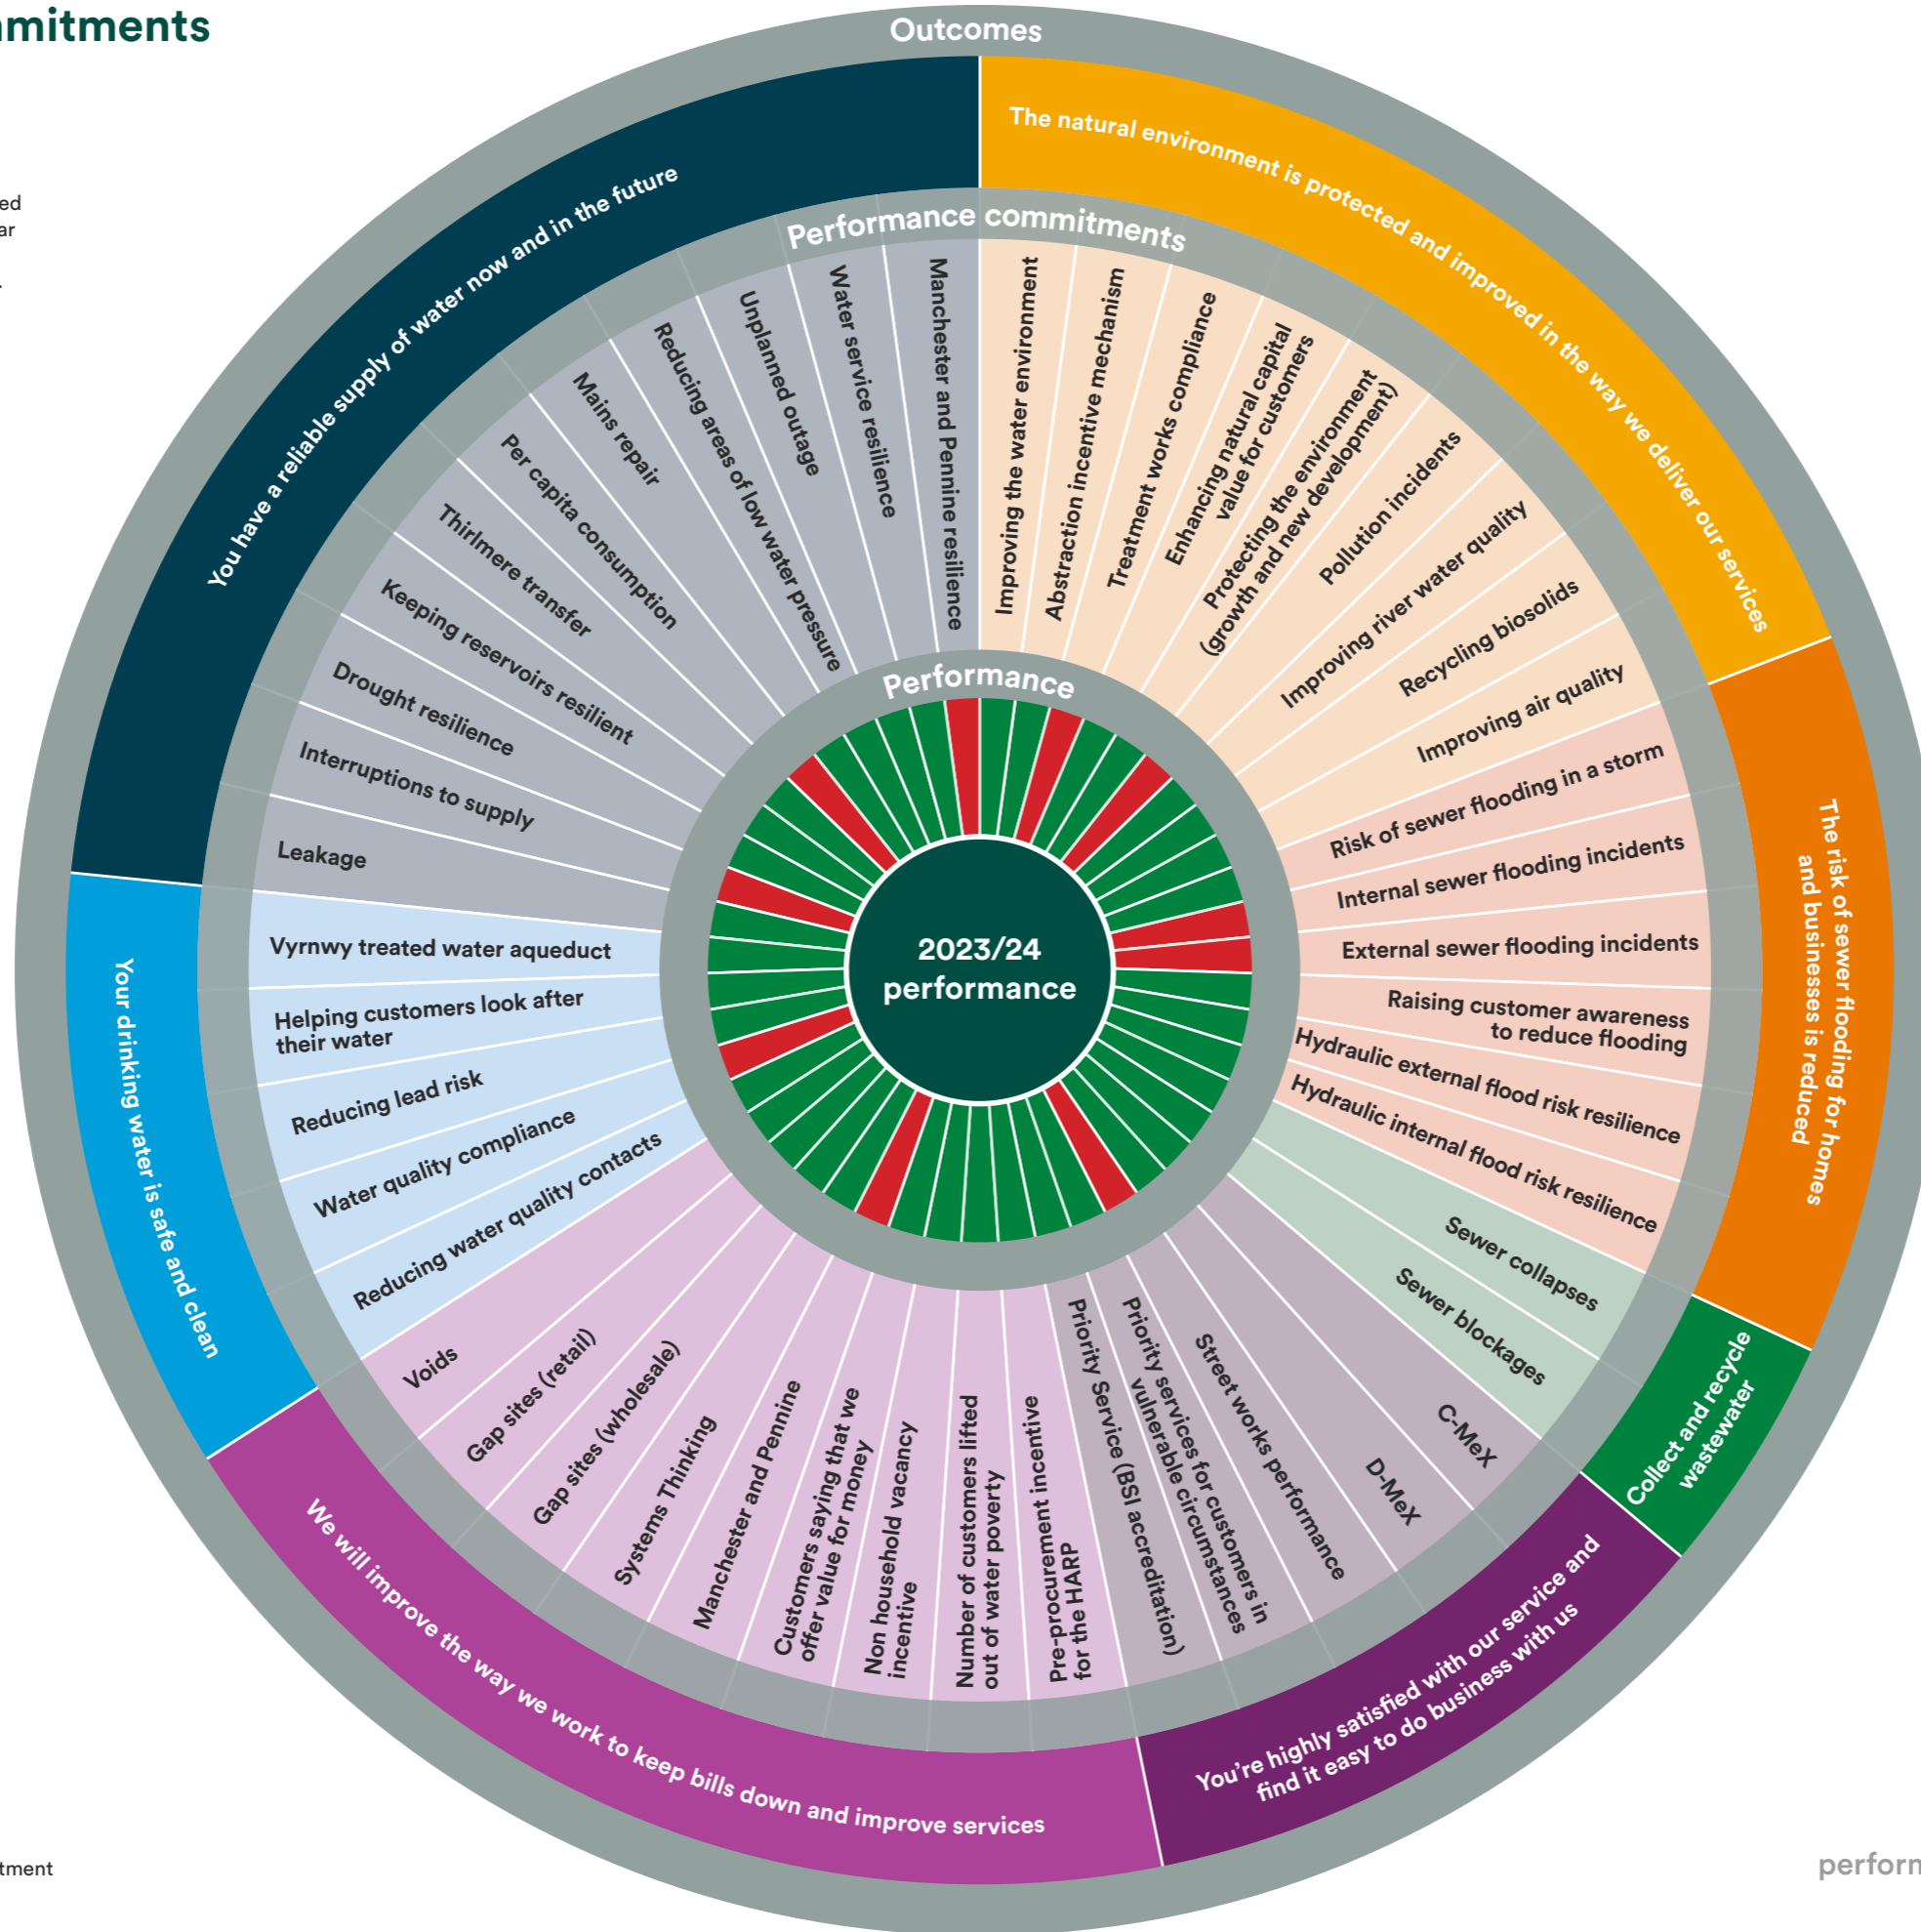 mmitments
ed
ar
.
Outcomes
The natural environment is protected and improved in the way we deliver our services
The risk of sewer flooding for homes
and businesses is reduced
Collect and recycle
wastewater
You're highly satisfied with our service and
find it easy to do business with us
We will improve the way we work to keep bills down and improve services
Your drinking water is safe and clean
You have a reliable supply of water now and in the future
Performance commitments
Improving the water environment
Abstraction incentive mechanism
Treatment works compliance
Enhancing natural capital
value for customers
Protecting the environment
(growth and new development)
Pollution incidents
Improving river water quality
Recycling biosolids
Improving air quality
Risk of sewer flooding in a storm
Internal sewer flooding incidents
External sewer flooding incidents
Raising customer awareness
to reduce flooding
Hydraulic external flood risk resilience
Hydraulic internal flood risk resilience
Sewer collapses
Sewer blockages
C-MeX
D-MeX
Street works performance
Priority services for customers in
vulnerable circumstances
Priority Service (BSI accreditation)
Pre-procurement incentive
for the HARP
Number of customers lifted
out of water poverty
Non household vacancy
incentive
Customers saying that we
offer value for money
Manchester and Pennine
Systems Thinking
Gap sites (wholesale)
Gap sites (retail)
Voids
Reducing water quality contacts
Water quality compliance
Reducing lead risk
Helping customers look after
their water
Vyrnwy treated water aqueduct
Leakage
Interruptions to supply
Drought resilience
Keeping reservoirs resilient
Thirlmere transfer
Per capita consumption
Mains repair
Reducing areas of low water pressure
Unplanned outage
Water service resilience
Manchester and Pennine resilience
Performance
2023/24
performance
tment
perforn